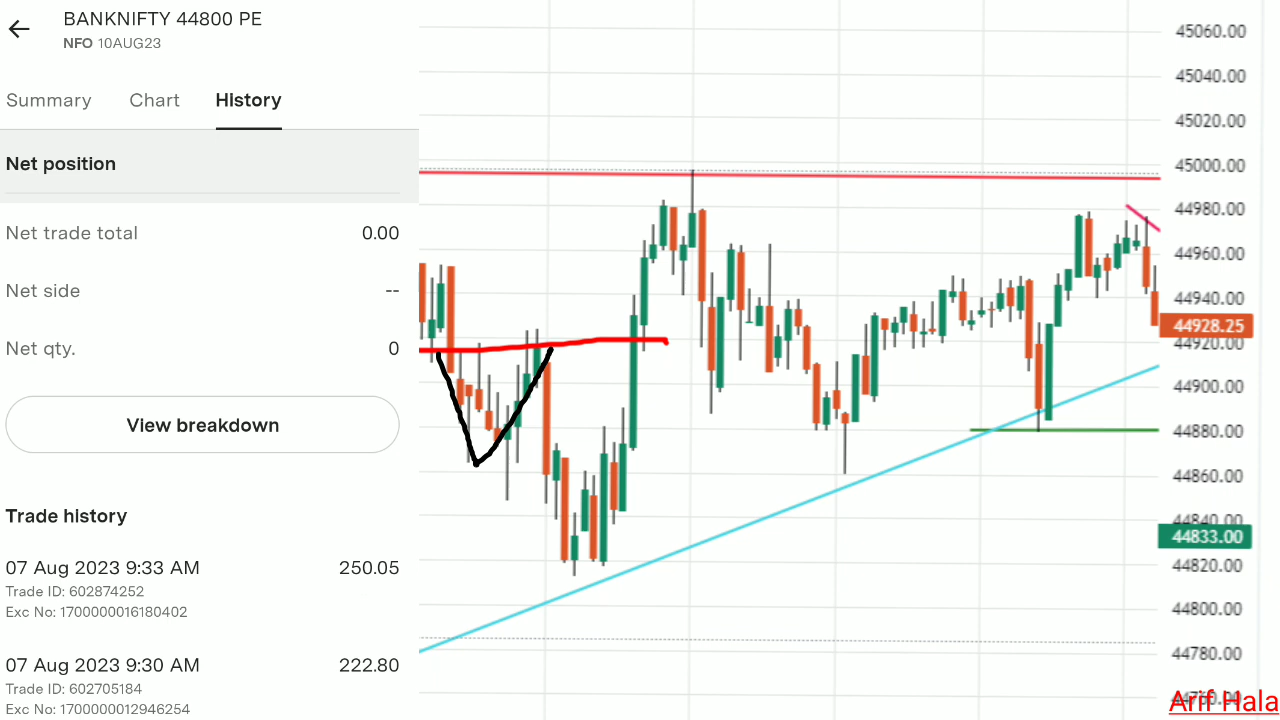 BANKNIFTY 44800 PE
NFO 10AUG23
Summary Chart History
Net position
Net trade total 0.00
Net side --
Net qty. 0
View breakdown
Trade history
07 Aug 2023 9:33 AM 250.05
Trade ID: 602874252
Exc No: 1700000016180402
07 Aug 2023 9:30 AM 222.80
Trade ID: 602705184
Exc No: 1700000012946254
45060.00
45040.00
45020.00
45000.00
44980.00
44960.00
44940.00
44928.25
44920.00
44900.00
44880.00
44860.00
44840.00
44833.00
44820.00
44800.00
44780.00
44760.00
Arif Hala